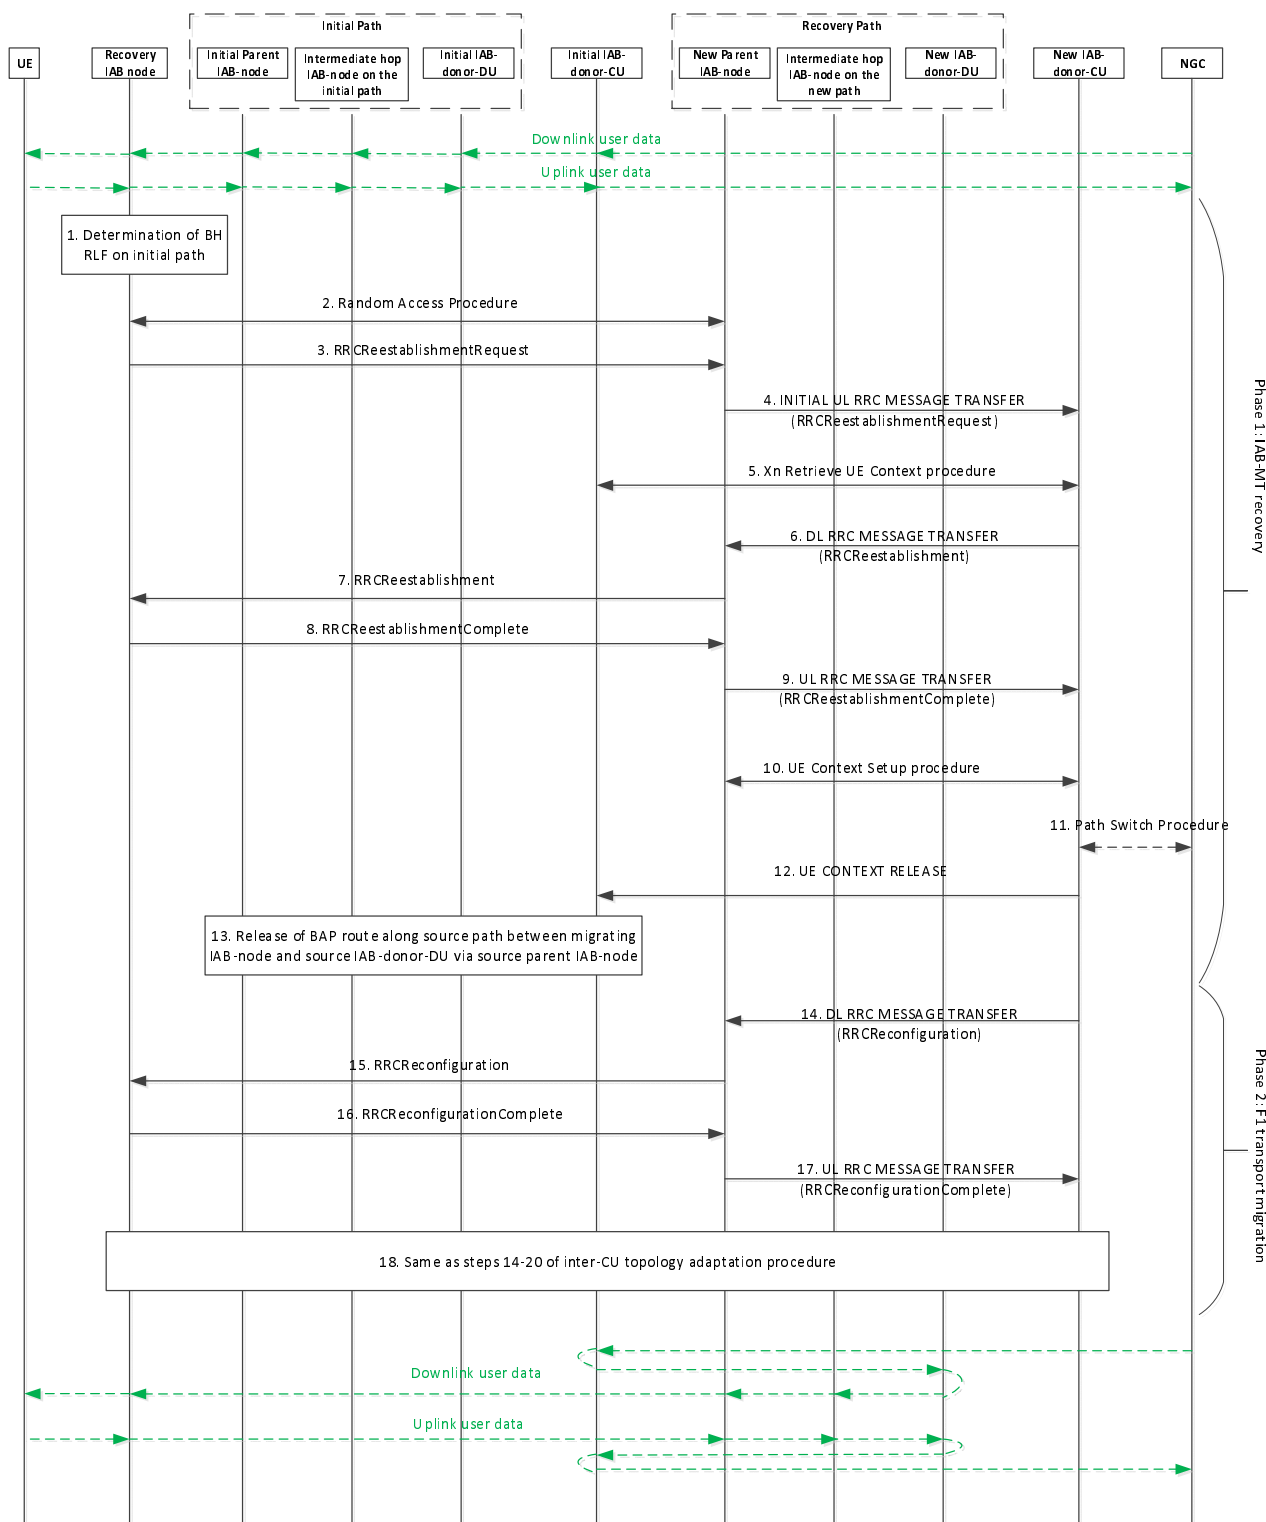 Initial Path
Recovery Path
UE
Recovery
IAB node
Initial Parent
IAB-node
Intermediate hop
IAB-node on the
initial path
Initial IAB-
donor-DU
Initial IAB-
donor-CU
New Parent
IAB-node
Intermediate hop
IAB-node on the
new path
New IAB-
donor-DU
New IAB-
donor-CU
NGC
Downlink user data
Uplink user data
1. Determination of BH
RLF on initial path
2. Random Access Procedure
3. RRCReestablishmentRequest
4. INITIAL UL RRC MESSAGE TRANSFER
(RRCReestablishmentRequest)
5. Xn Retrieve UE Context procedure
6. DL RRC MESSAGE TRANSFER
(RRCReestablishment)
7. RRCReestablishment
8. RRCReestablishmentComplete
9. UL RRC MESSAGE TRANSFER
(RRCReestablishmentComplete)
10. UE Context Setup procedure
11. Path Switch Procedure
12. UE CONTEXT RELEASE
13. Release of BAP route along source path between migrating
IAB-node and source IAB-donor-DU via source parent IAB-node
Phase 1: IAB-MT recovery
14. DL RRC MESSAGE TRANSFER
(RRCReconfiguration)
15. RRCReconfiguration
16. RRCReconfigurationComplete
17. UL RRC MESSAGE TRANSFER
(RRCReconfigurationComplete)
18. Same as steps 14-20 of inter-CU topology adaptation procedure
Phase 2: F1 transport migration
Downlink user data
Uplink user data